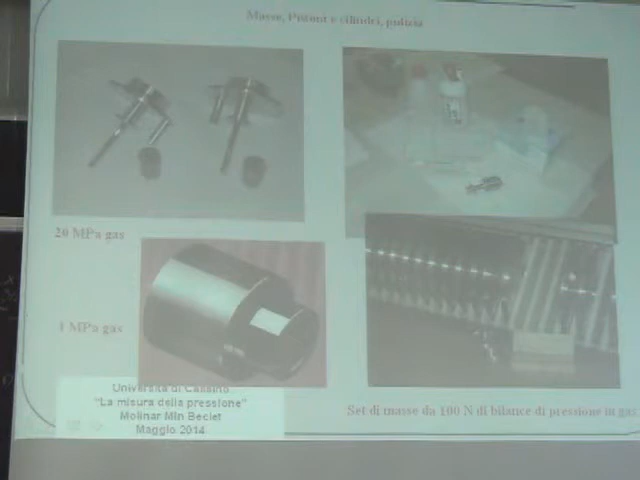 Masse, Pistoni e cilindri, pulizia
20 MPa gas
1 MPa gas
Università di Cassino
"La misura della pressione"
Molinar Min Beciet
Maggio 2014
Set di masse da 100 N di bilance di pressione in gas